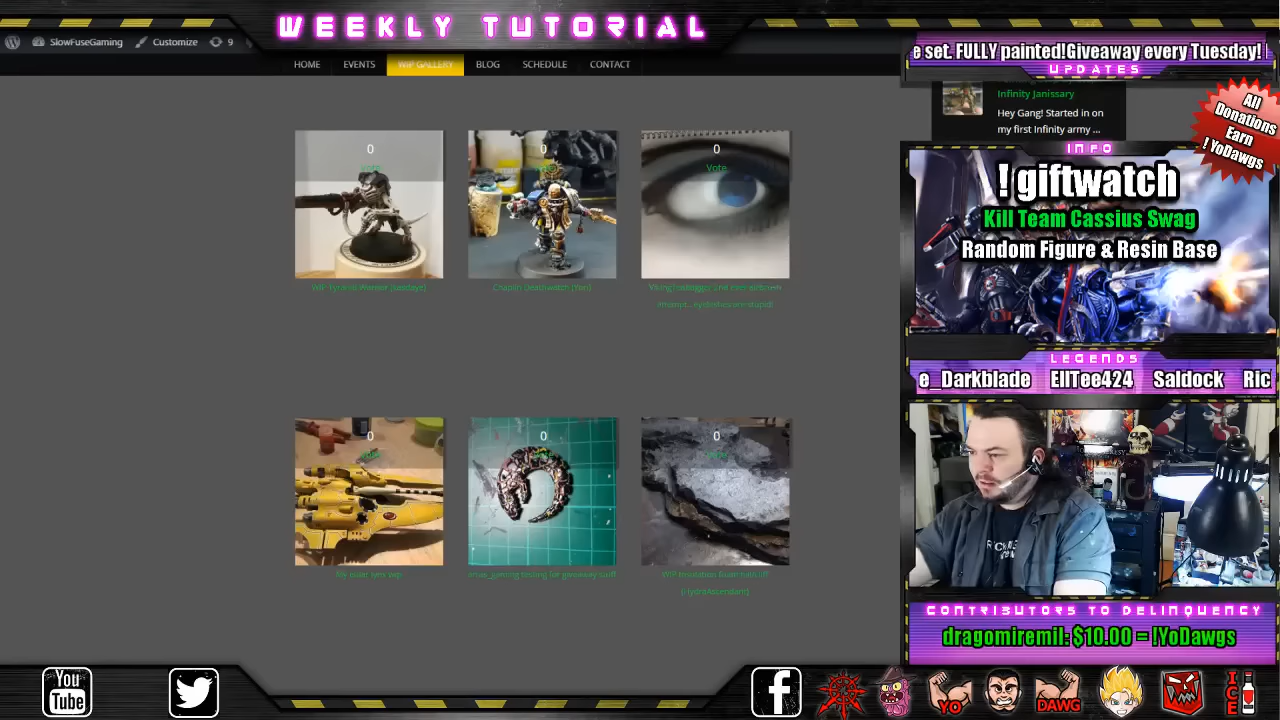 WEEKLY TUTORIAL
SlowFuseGaming
Customize
9
HOME
EVENTS
WIP GALLERY
BLOG
SCHEDULE
CONTACT
e set. FULLY painted!Giveaway every Tuesday!
UPDATES
Infinity Janissary
Hey Gang! Started in on
my first Infinity army ...
All
Donations
Earn
! YoDawgs
INFO
! giftwatch
Kill Team Cassius Swag
Random Figure & Resin Base
0
0
0
Vote
LEGENDS
e_Darkblade EllTee424 Saldock Ric
0
0
0
CONTRIBUTORS TO DELINQUENCY
dragomiremil: $10.00 = !YoDawgs
You
Tube
f
YO
DAWG
ICE